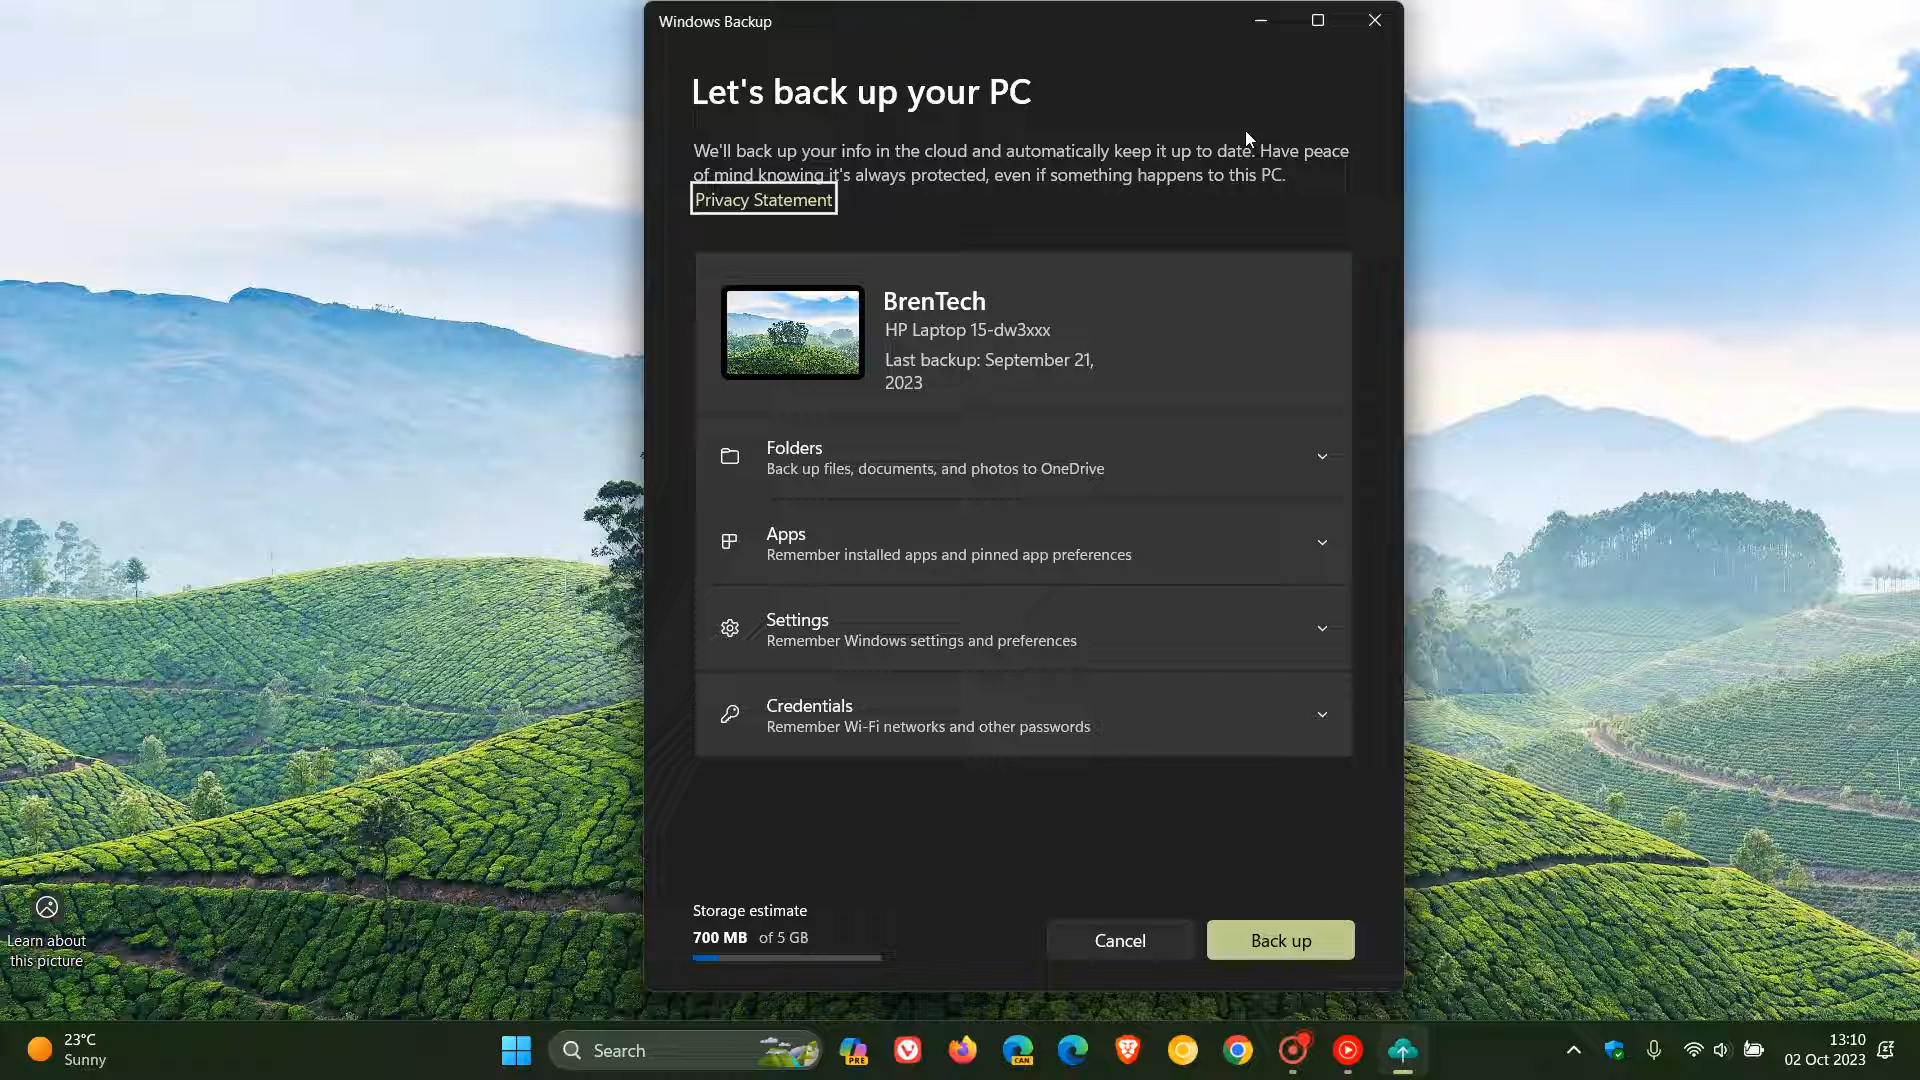 Windows Backup
Let's back up your PC
We'll back up your info in the cloud and automatically keep it up to date. Have peace
of mind knowing it's always protected, even if something happens to this PC.
Privacy Statement
BrenTech
HP Laptop 15-dw3xxx
Last backup: September 21,
2023
Folders
Back up files, documents, and photos to OneDrive
Apps
Remember installed apps and pinned app preferences
Settings
Remember Windows settings and preferences
Credentials
Remember Wi-Fi networks and other passwords
Storage estimate
700 MB of 5 GB
Cancel
Back up
Learn about
this picture
23°C
Sunny
Search
PRE
CAN
13:10
02 Oct 2023